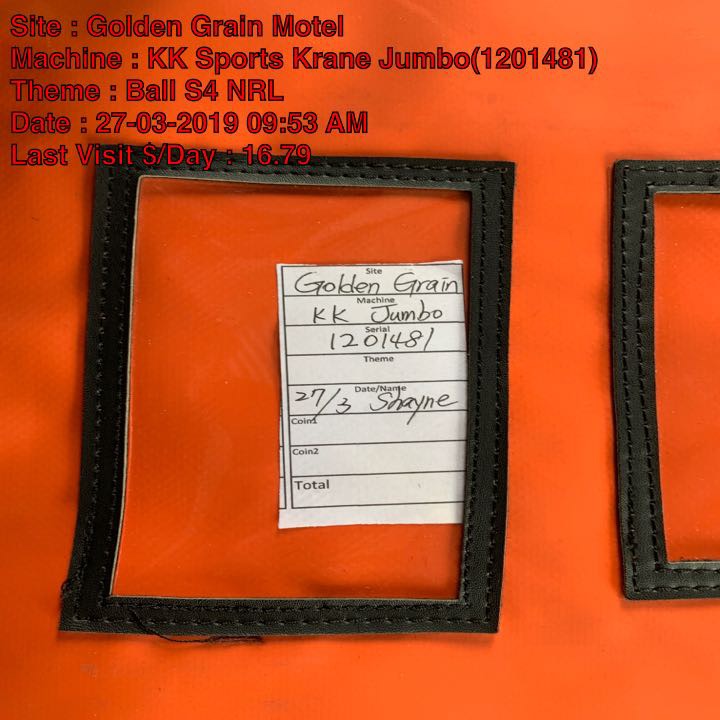 Site : Golden Grain Motel
Machine : KK Sports Krane Jumbo(1201481)
Theme : Ball S4 NRL
Date : 27-03-2019 09:53 AM
Last Visit $/Day : 16.79
Site
Golden Grain
Machine
KK Jumbo
Serial
1201481
Theme
Date/Name
27/3 Shayne
Coin1
Coin2
Total